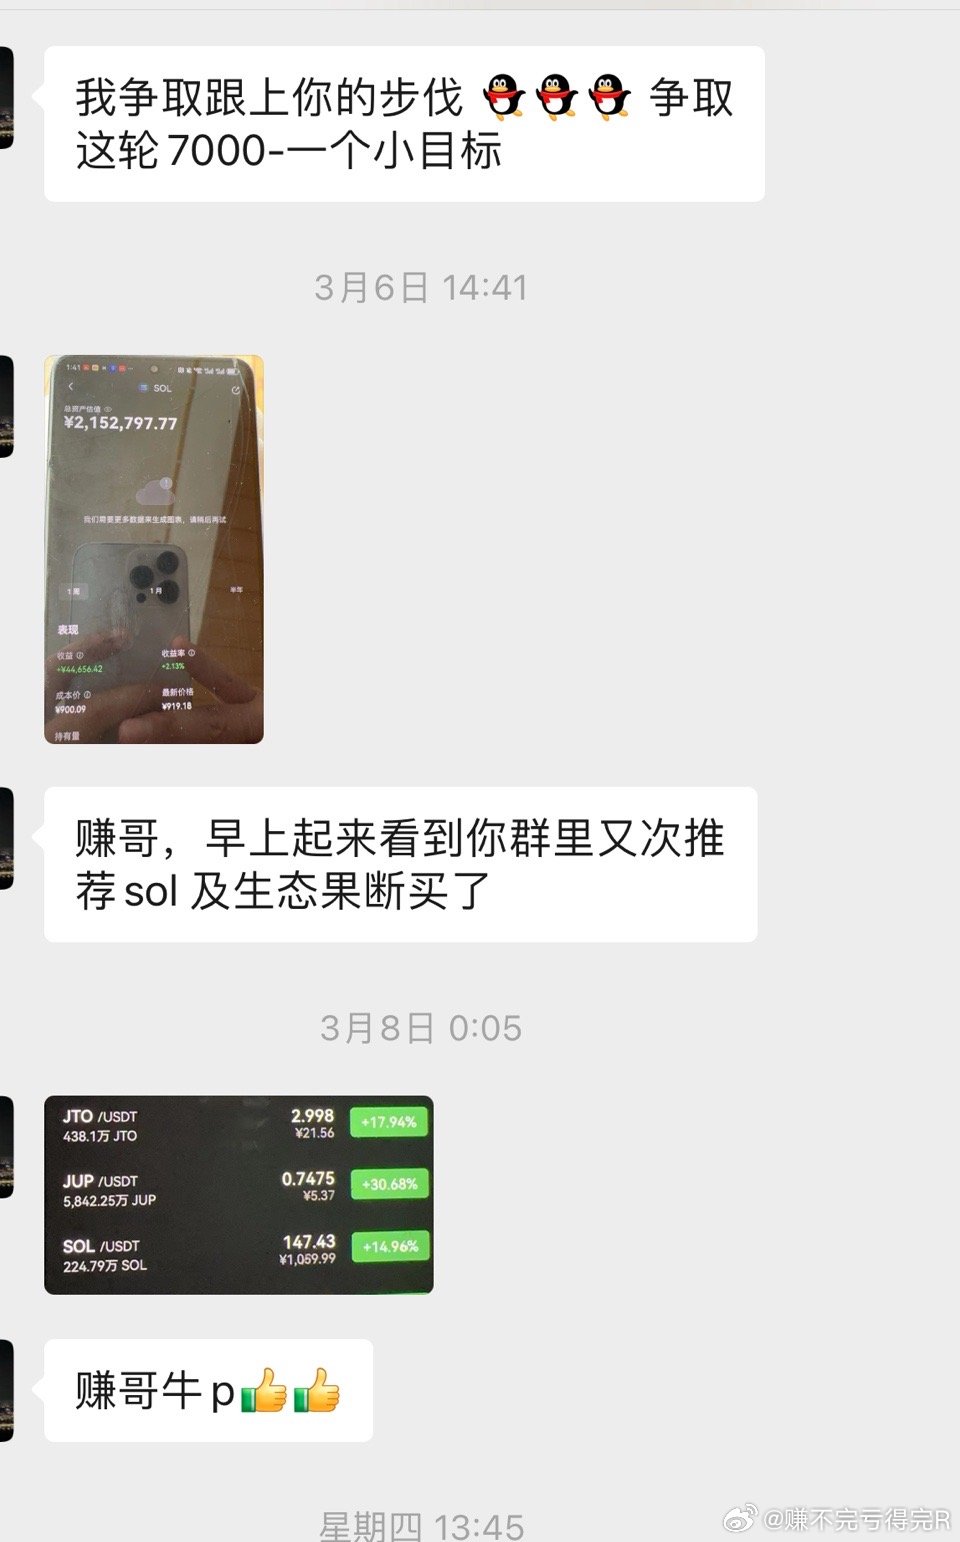 我争取跟上你的步伐 🐧🐧🐧 争取
这轮7000-一个小目标
3月6日 14:41
1:41
SOL
总资产估值
¥2,152,797.77
我们需要更多数据来生成图表，请稍后再试
1周 1月 半年
表现
收益 收益率
+¥44,656.42 +2.13%
成本价 最新价格
¥900.09 ¥919.18
持有量
赚哥，早上起来看到你群里又次推
荐sol 及生态果断买了
3月8日 0:05
JTO /USDT 2.998 +17.94%
438.1万 JTO ¥21.56
JUP /USDT 0.7475 +30.68%
5,842.25万 JUP ¥5.37
SOL /USDT 147.43 +14.96%
224.79万 SOL ¥1,059.99
赚哥牛p👍👍
星期四 13:45
@赚不完亏得完R